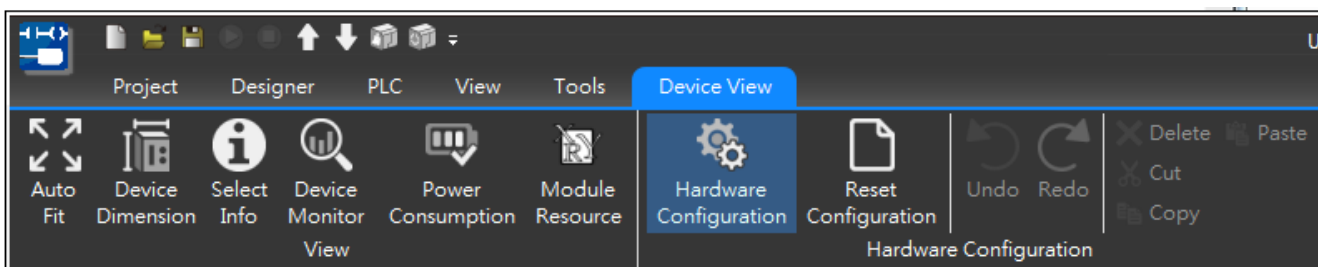 U
Project Designer PLC View Tools Device View
Auto Fit Device Dimension Select Info Device Monitor Power Consumption Module Resource Hardware Configuration Reset Configuration Undo Redo Delete Paste
Cut
Copy
View Hardware Configuration